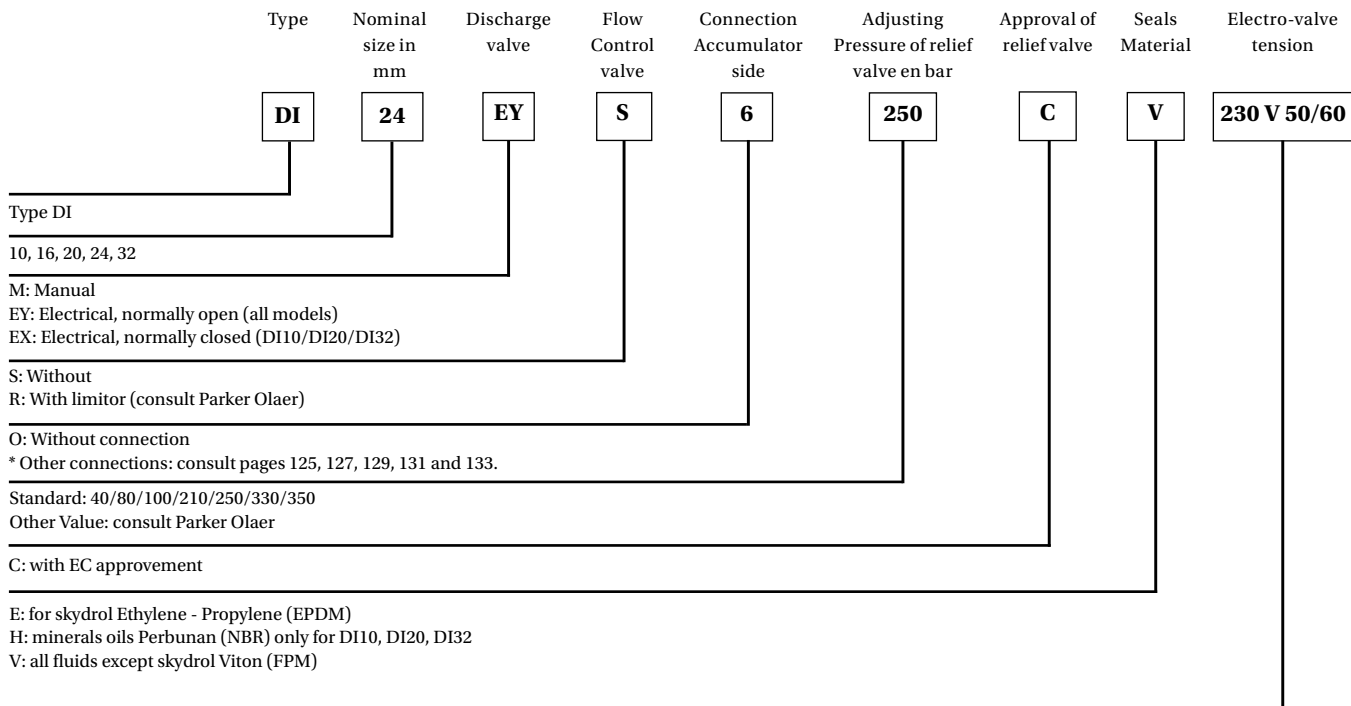 Type
Nominal
size in
mm
Discharge
valve
Flow
Control
valve
Connection
Accumulator
side
Adjusting
Pressure of relief
valve en bar
Approval of
relief valve
Seals
Material
Electro-valve
tension
DI
24
EY
S
6
250
C
V
230 V 50/60
Type DI
10, 16, 20, 24, 32
M: Manual
EY: Electrical, normally open (all models)
EX: Electrical, normally closed (DI10/DI20/DI32)
S: Without
R: With limitor (consult Parker Olaer)
O: Without connection
* Other connections: consult pages 125, 127, 129, 131 and 133.
Standard: 40/80/100/210/250/330/350
Other Value: consult Parker Olaer
C: with EC approvement
E: for skydrol Ethylene - Propylene (EPDM)
H: minerals oils Perbunan (NBR) only for DI10, DI20, DI32
V: all fluids except skydrol Viton (FPM)